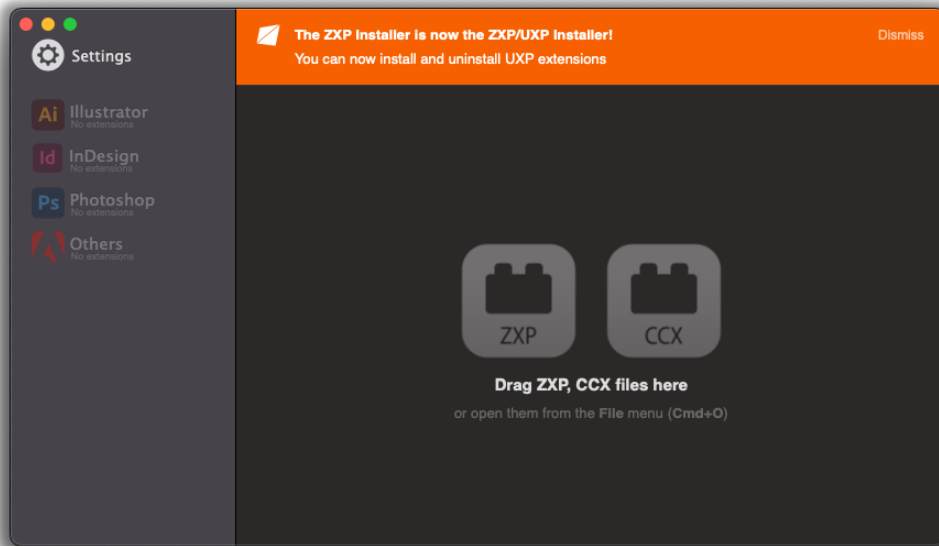 Settings
Ai Illustrator
No extensions
Id InDesign
No extensions
Ps Photoshop
No extensions
Others
No extensions
The ZXP Installer is now the ZXP/UXP Installer!
Dismiss
You can now install and uninstall UXP extensions
ZXP
CCX
Drag ZXP, CCX files here
or open them from the File menu (Cmd+O)